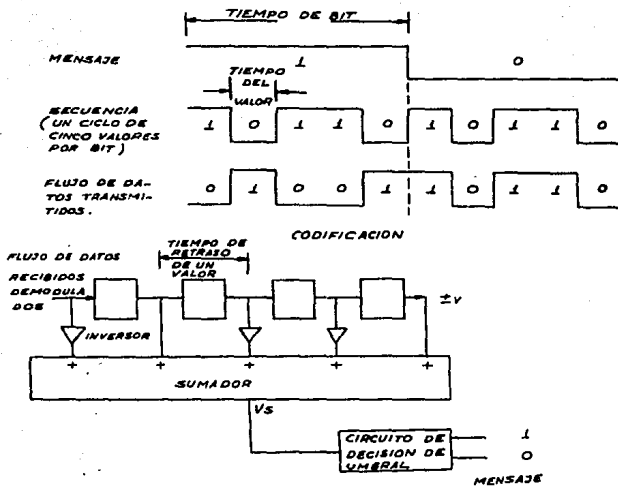 TIEMPO DE BIT
MENSAJE
1
0
TIEMPO
DEL
VALOR
SECUENCIA
(UN CICLO DE
CINCO VALORES
POR BIT)
1 0 1 1 0 1 0 1 1 0
FLUJO DE DA-
TOS TRANSMI-
TIDOS.
0 1 0 0 1 1 0 1 1 0
CODIFICACION
FLUJO DE DATOS
RECIBIDOS
DEMODULA
DOS
TIEMPO DE
RETRASO
DE UN
VALOR
±V
INVERSOR
+ + + + +
SUMADOR
Vs
CIRCUITO DE
DECISION DE
UMBRAL
1
0
MENSAJE